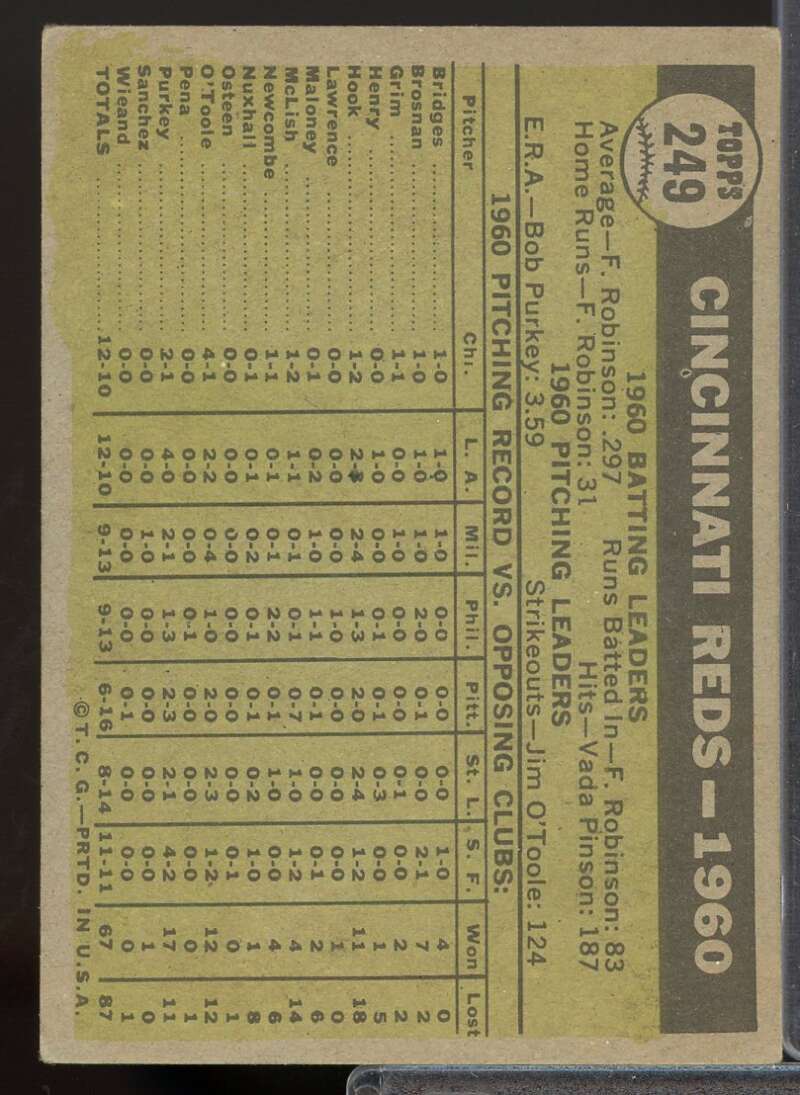 TOPPS
249
CINCINNATI REDS—1960
1960 BATTING LEADERS
Average—F. Robinson: .297 Runs Batted In—F. Robinson: 83
Home Runs—F. Robinson: 31 Hits—Vada Pinson: 187
1960 PITCHING LEADERS
E.R.A.—Bob Purkey: 3.59 Strikeouts—Jim O'Toole: 124
1960 PITCHING RECORD VS. OPPOSING CLUBS:
Pitcher Chi. L. A. Mil. Phil. Pitt. St. L. S. F. Won Lost
Bridges 1-0 1-0 1-0 0-0 0-0 0-0 1-0 4 0
Brosnan 1-0 1-0 1-0 2-0 0-1 0-0 2-1 7 2
Grim 1-1 0-0 1-0 0-0 0-0 0-1 0-0 2 2
Henry 0-0 1-0 0-0 0-1 0-1 0-3 0-0 1 5
Hook 1-2 2-3 2-4 1-3 2-0 2-4 1-2 11 18
Lawrence 0-0 0-0 0-0 1-0 0-0 0-0 0-0 1 0
Maloney 0-1 0-2 1-0 1-1 0-1 0-0 0-1 2 6
McLish 1-2 1-1 0-1 0-1 0-7 1-0 1-2 4 14
Newcombe 1-1 0-1 0-1 2-2 0-1 1-0 0-0 4 6
Nuxhall 0-1 0-1 0-2 0-1 0-1 0-2 1-0 1 8
Osteen 0-0 0-0 0-0 0-0 0-0 0-0 0-1 0 1
O'Toole 4-1 2-2 0-4 1-0 2-0 2-3 1-2 12 12
Pena 0-0 0-0 0-0 0-1 0-0 0-0 0-0 0 1
Purkey 2-1 4-0 2-1 1-3 2-3 2-1 4-2 17 11
Sanchez 0-0 0-0 1-0 0-0 0-0 0-0 0-0 1 0
Wieand 0-0 0-0 0-0 0-0 0-1 0-0 0-0 0 1
TOTALS 12-10 12-10 9-13 9-13 6-16 8-14 11-11 67 87
©T. C. G.—PRTD. IN U.S.A.